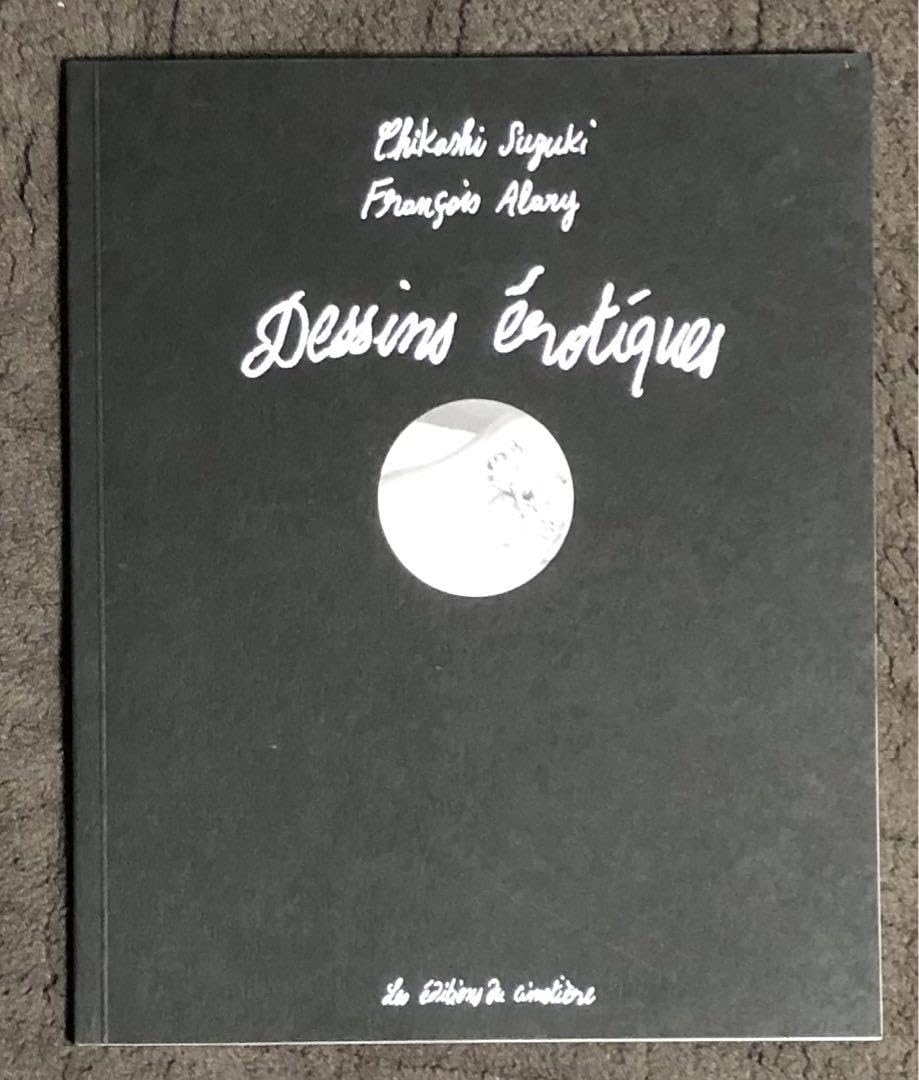 Chikashi Suzuki
François Alary
Dessins érotiques
Les éditions du cimetière